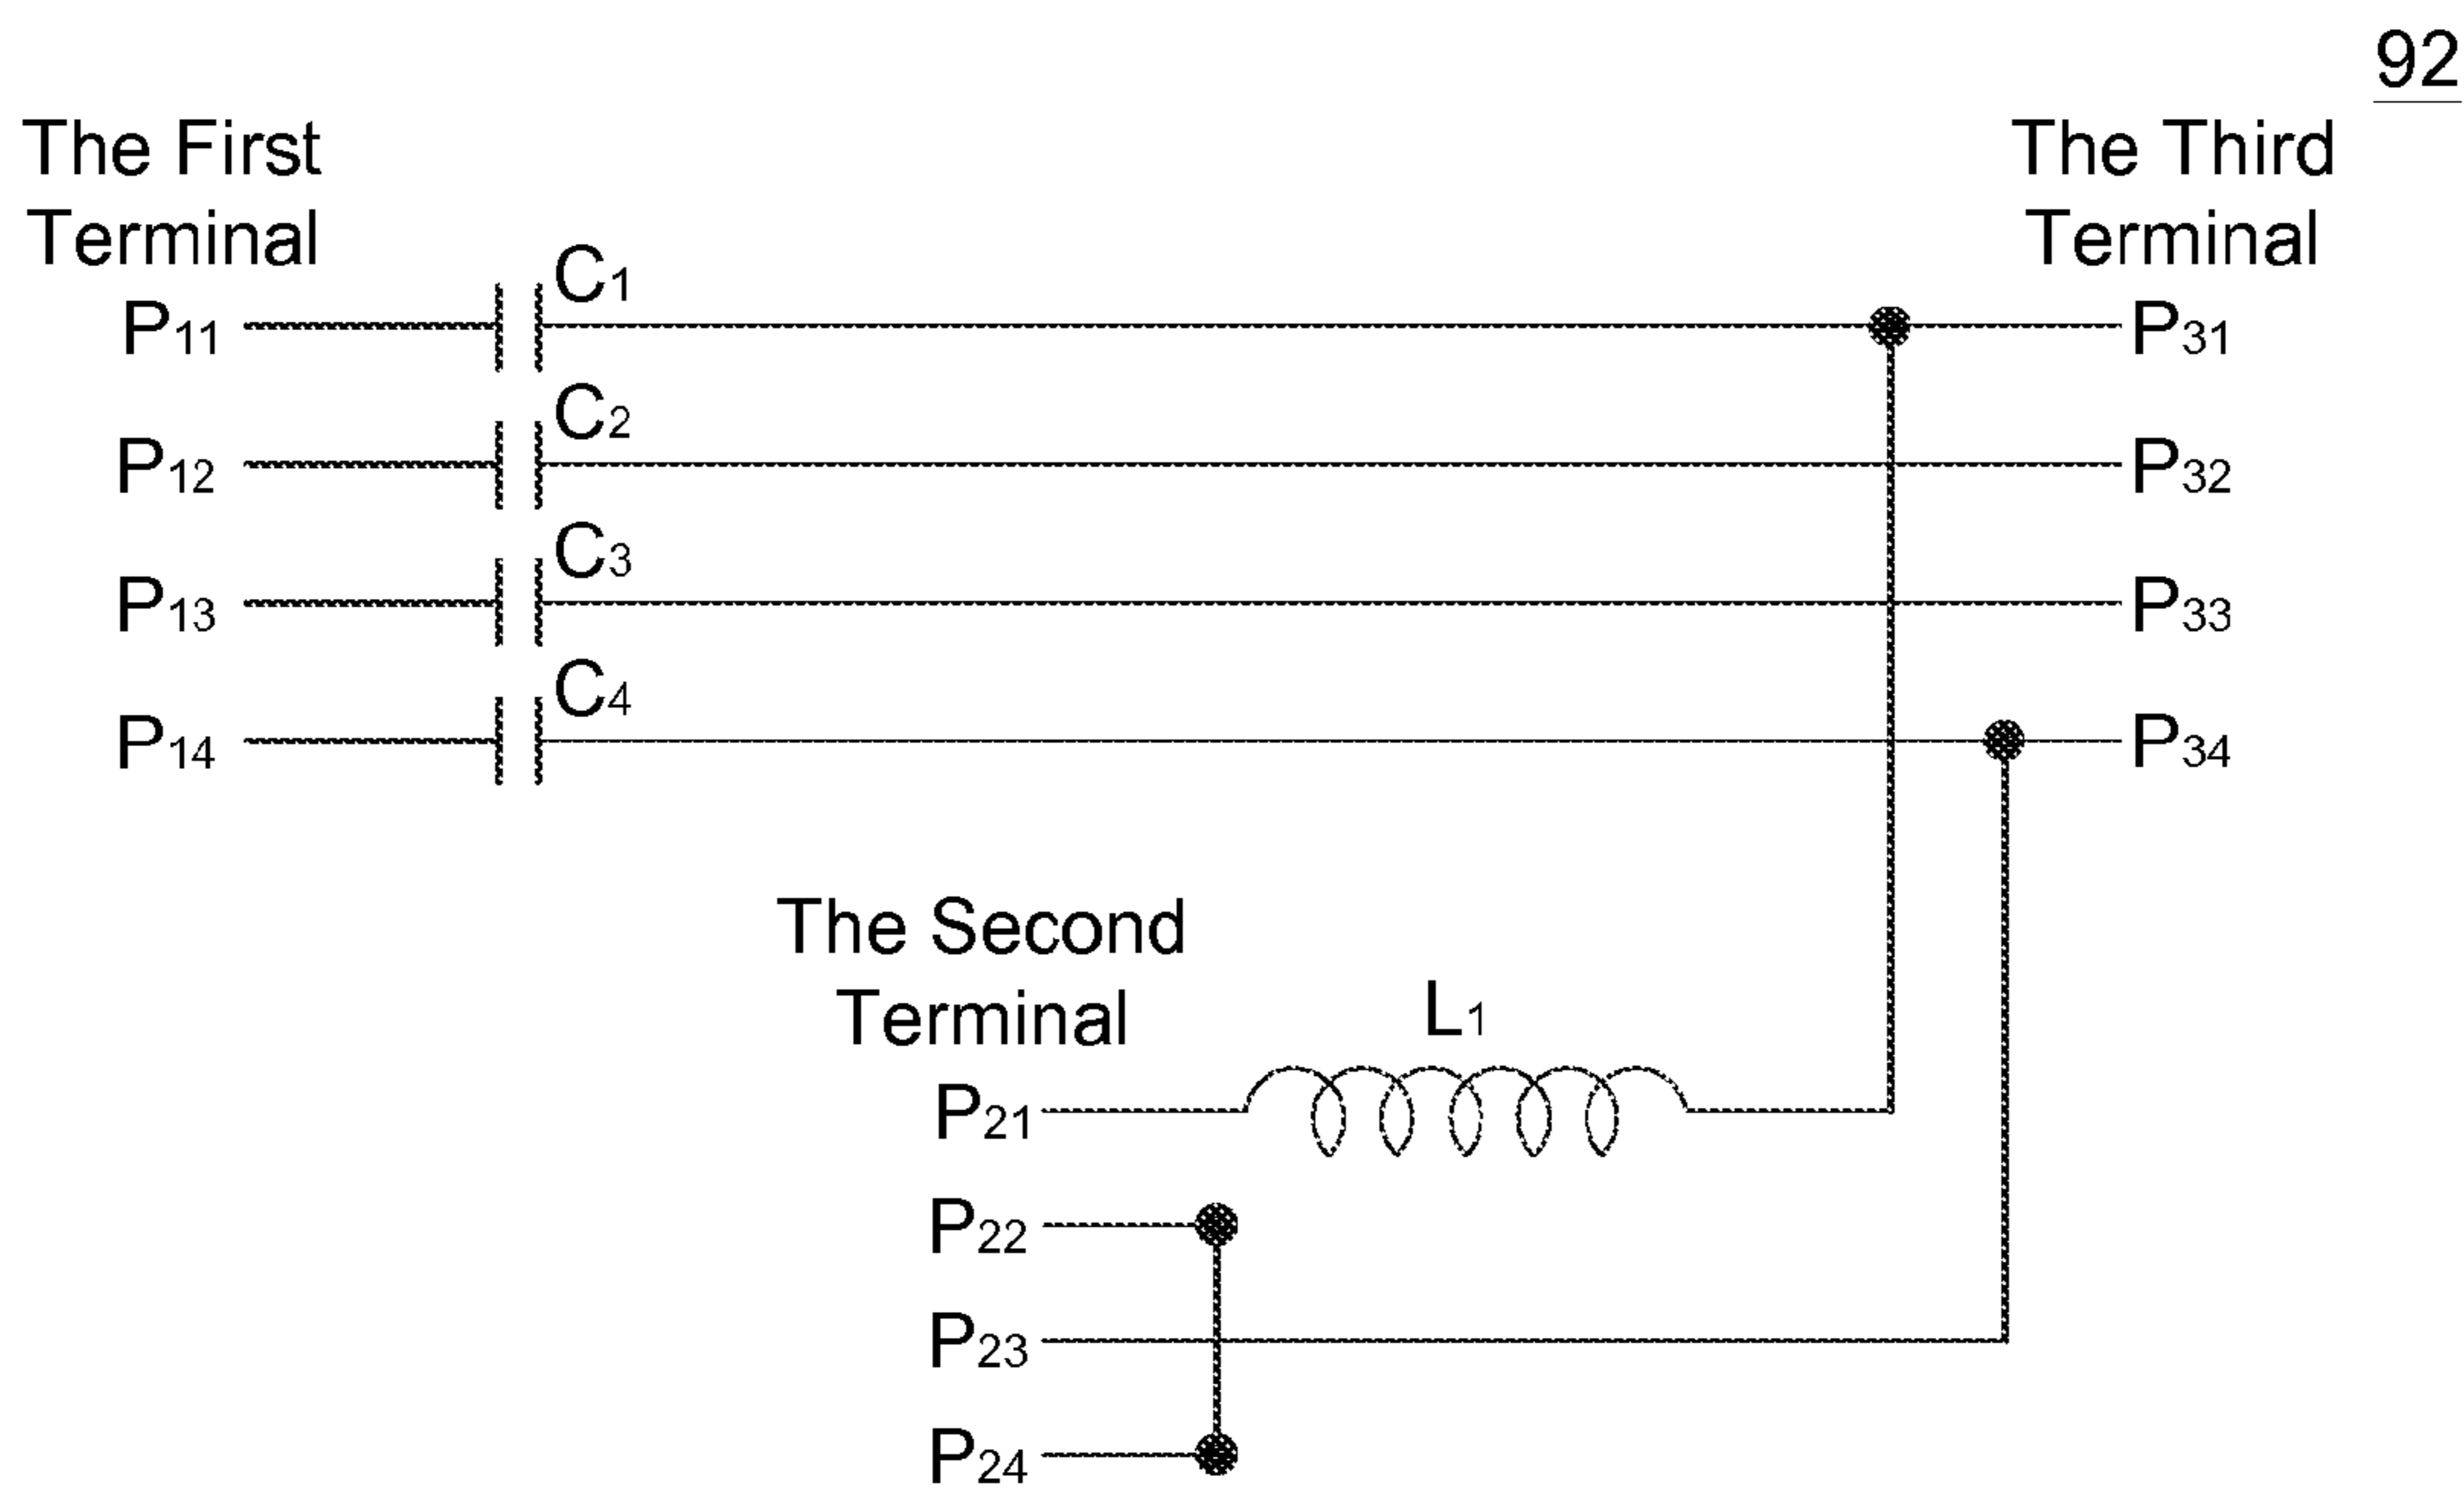 92
The First
Terminal
The Third
Terminal
C1
P11
P31
C2
P12
P32
C3
P13
P33
C4
P14
P34
The Second
Terminal
L1
P21
P22
P23
P24